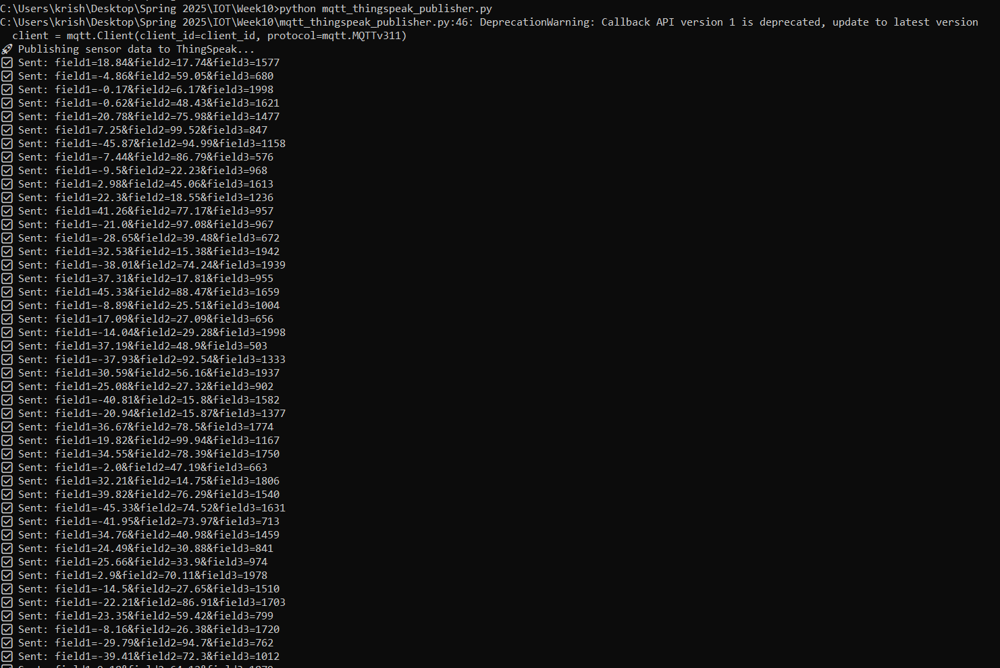 C:\Users\krish\Desktop\Spring 2025\IOT\Week10>python mqtt_thingspeak_publisher.py
C:\Users\krish\Desktop\Spring 2025\IOT\Week10\mqtt_thingspeak_publisher.py:46: DeprecationWarning: Callback API version 1 is deprecated, update to latest version
  client = mqtt.Client(client_id=client_id, protocol=mqtt.MQTTv311)
🚀 Publishing sensor data to ThingSpeak...
☑ Sent: field1=18.84&field2=17.74&field3=1577
☑ Sent: field1=-4.86&field2=59.05&field3=680
☑ Sent: field1=-0.17&field2=6.17&field3=1998
☑ Sent: field1=-0.62&field2=48.43&field3=1621
☑ Sent: field1=20.78&field2=75.98&field3=1477
☑ Sent: field1=7.25&field2=99.52&field3=847
☑ Sent: field1=-45.87&field2=94.99&field3=1158
☑ Sent: field1=-7.44&field2=86.79&field3=576
☑ Sent: field1=-9.5&field2=22.23&field3=968
☑ Sent: field1=2.98&field2=45.06&field3=1613
☑ Sent: field1=22.3&field2=18.55&field3=1236
☑ Sent: field1=41.26&field2=77.17&field3=957
☑ Sent: field1=-21.0&field2=97.08&field3=967
☑ Sent: field1=-28.65&field2=39.48&field3=672
☑ Sent: field1=32.53&field2=15.38&field3=1942
☑ Sent: field1=-38.01&field2=74.24&field3=1939
☑ Sent: field1=37.31&field2=17.81&field3=955
☑ Sent: field1=45.33&field2=88.47&field3=1659
☑ Sent: field1=-8.89&field2=25.51&field3=1004
☑ Sent: field1=17.09&field2=27.09&field3=656
☑ Sent: field1=-14.04&field2=29.28&field3=1998
☑ Sent: field1=37.19&field2=48.9&field3=503
☑ Sent: field1=-37.93&field2=92.54&field3=1333
☑ Sent: field1=30.59&field2=56.16&field3=1937
☑ Sent: field1=25.08&field2=27.32&field3=902
☑ Sent: field1=-40.81&field2=15.8&field3=1582
☑ Sent: field1=-20.94&field2=15.87&field3=1377
☑ Sent: field1=36.67&field2=78.5&field3=1774
☑ Sent: field1=19.82&field2=99.94&field3=1167
☑ Sent: field1=34.55&field2=78.39&field3=1750
☑ Sent: field1=-2.0&field2=47.19&field3=663
☑ Sent: field1=32.21&field2=14.75&field3=1806
☑ Sent: field1=39.82&field2=76.29&field3=1540
☑ Sent: field1=-45.33&field2=74.52&field3=1631
☑ Sent: field1=-41.95&field2=73.97&field3=713
☑ Sent: field1=34.76&field2=40.98&field3=1459
☑ Sent: field1=24.49&field2=30.88&field3=841
☑ Sent: field1=25.66&field2=33.9&field3=974
☑ Sent: field1=2.9&field2=70.11&field3=1978
☑ Sent: field1=-14.5&field2=27.65&field3=1510
☑ Sent: field1=-22.21&field2=86.91&field3=1703
☑ Sent: field1=23.35&field2=59.42&field3=799
☑ Sent: field1=-8.16&field2=26.38&field3=1720
☑ Sent: field1=-29.79&field2=94.7&field3=762
☑ Sent: field1=-39.41&field2=72.3&field3=1012